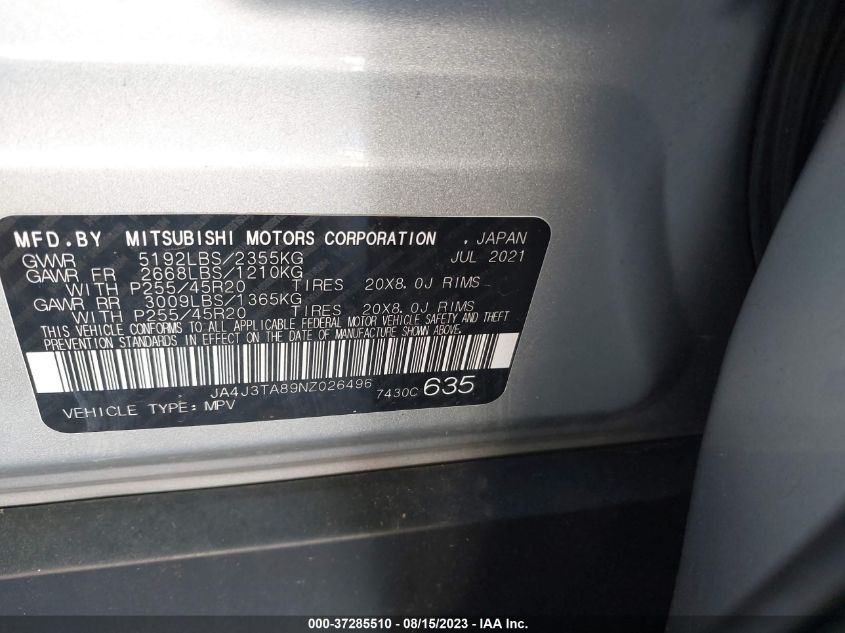 MFD.BY MITSUBISHI MOTORS CORPORATION , JAPAN
GVWR 5192LBS/2355KG JUL 2021
GAWR FR 2668LBS/1210KG
WITH P255/45R20 TIRES 20X8.0J RIMS
GAWR RR 3009LBS/1365KG
WITH P255/45R20 TIRES 20X8.0J RIMS
THIS VEHICLE CONFORMS TO ALL APPLICABLE FEDERAL MOTOR VEHICLE SAFETY AND THEFT
PREVENTION STANDARDS IN EFFECT ON THE DATE OF MANUFACTURE SHOWN ABOVE.
JA4J3TA89NZ026496 7430C 635
VEHICLE TYPE: MPV
000-37285510 - 08/15/2023 - IAA Inc.